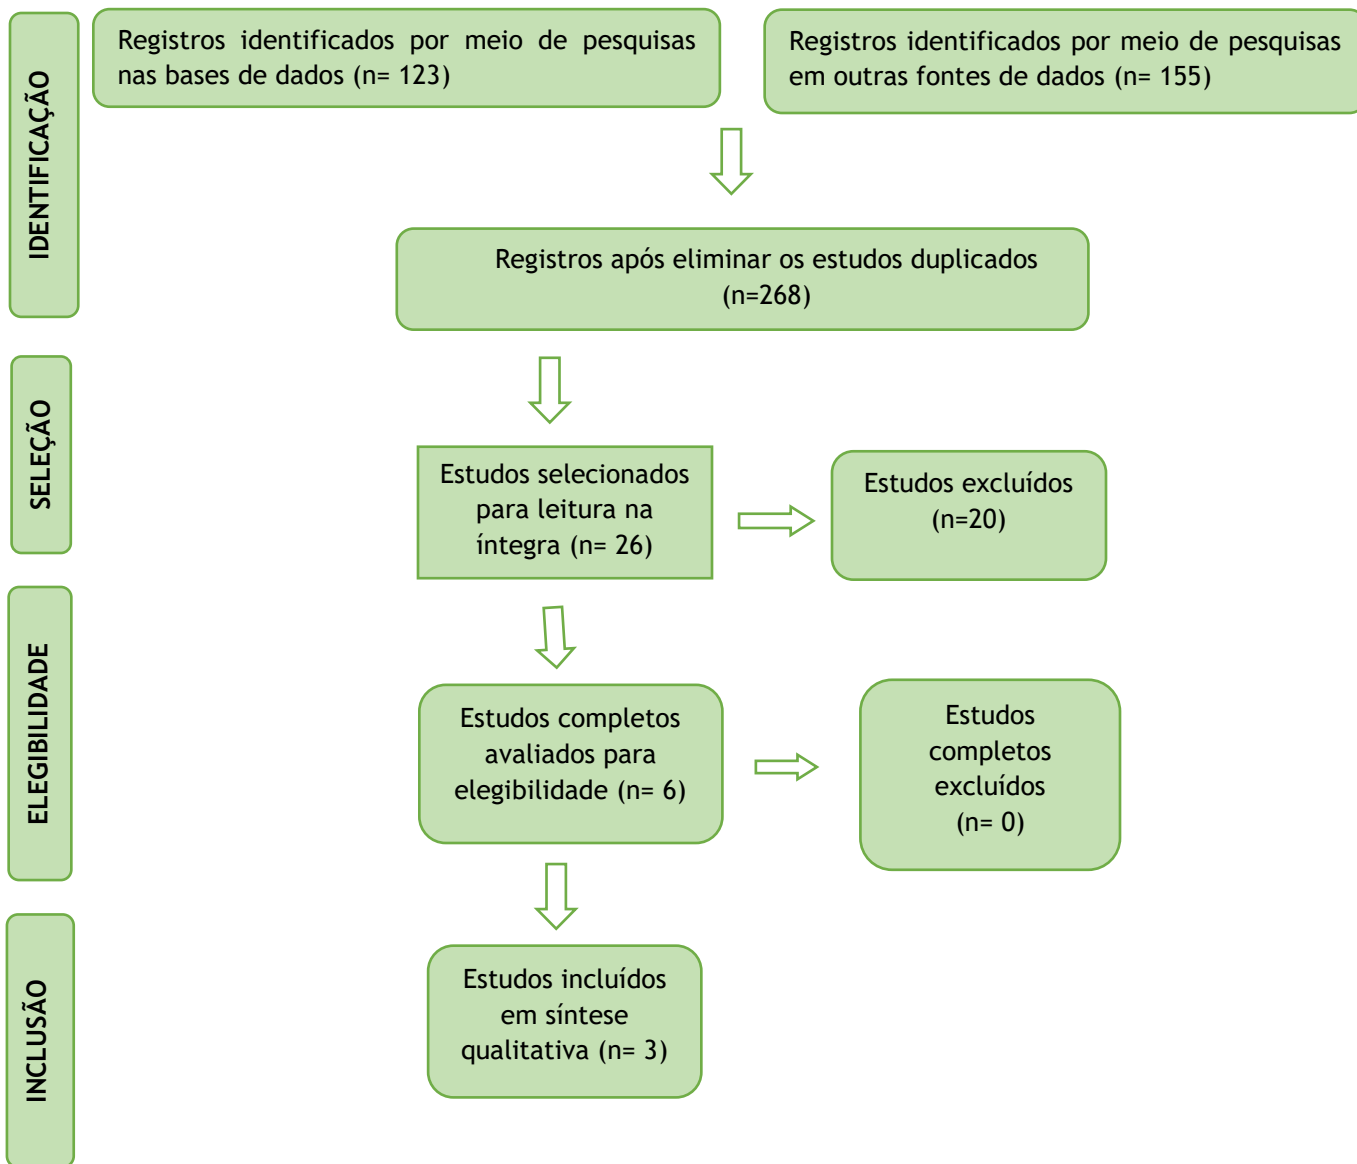 IDENTIFICAÇÃO
Registros identificados por meio de pesquisas
nas bases de dados (n= 123)
Registros identificados por meio de pesquisas
em outras fontes de dados (n= 155)
Registros após eliminar os estudos duplicados
(n=268)
SELEÇÃO
Estudos selecionados
para leitura na
íntegra (n= 26)
Estudos excluídos
(n=20)
ELEGIBILIDADE
Estudos completos
avaliados para
elegibilidade (n= 6)
Estudos
completos
excluídos
(n= 0)
INCLUSÃO
Estudos incluídos
em síntese
qualitativa (n= 3)